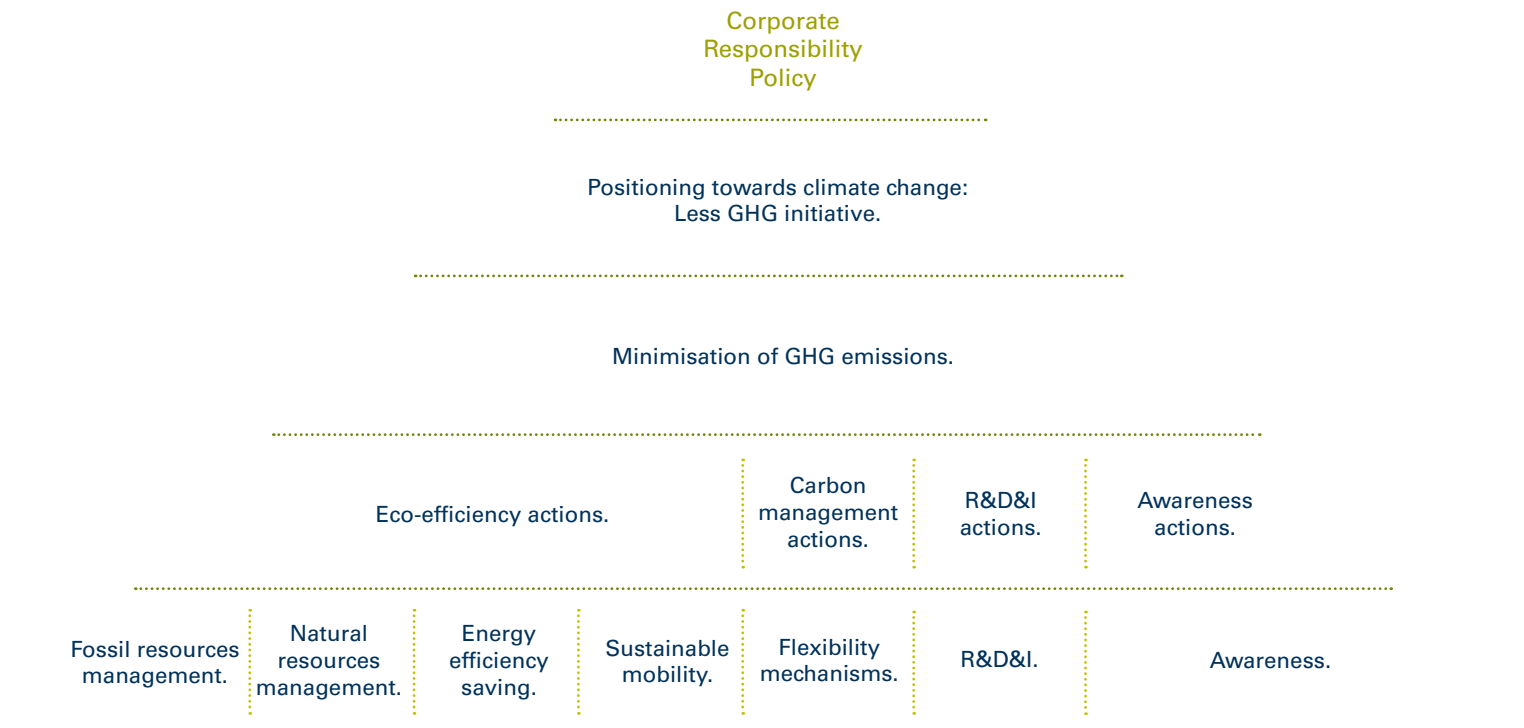 Corporate
Responsibility
Policy
Positioning towards climate change:
Less GHG initiative.
Minimisation of GHG emissions.
Eco-efficiency actions.
Carbon
management
actions.
R&D&I
actions.
Awareness
actions.
Fossil resources
management.
Natural
resources
management.
Energy
efficiency
saving.
Sustainable
mobility.
Flexibility
mechanisms.
R&D&I.
Awareness.